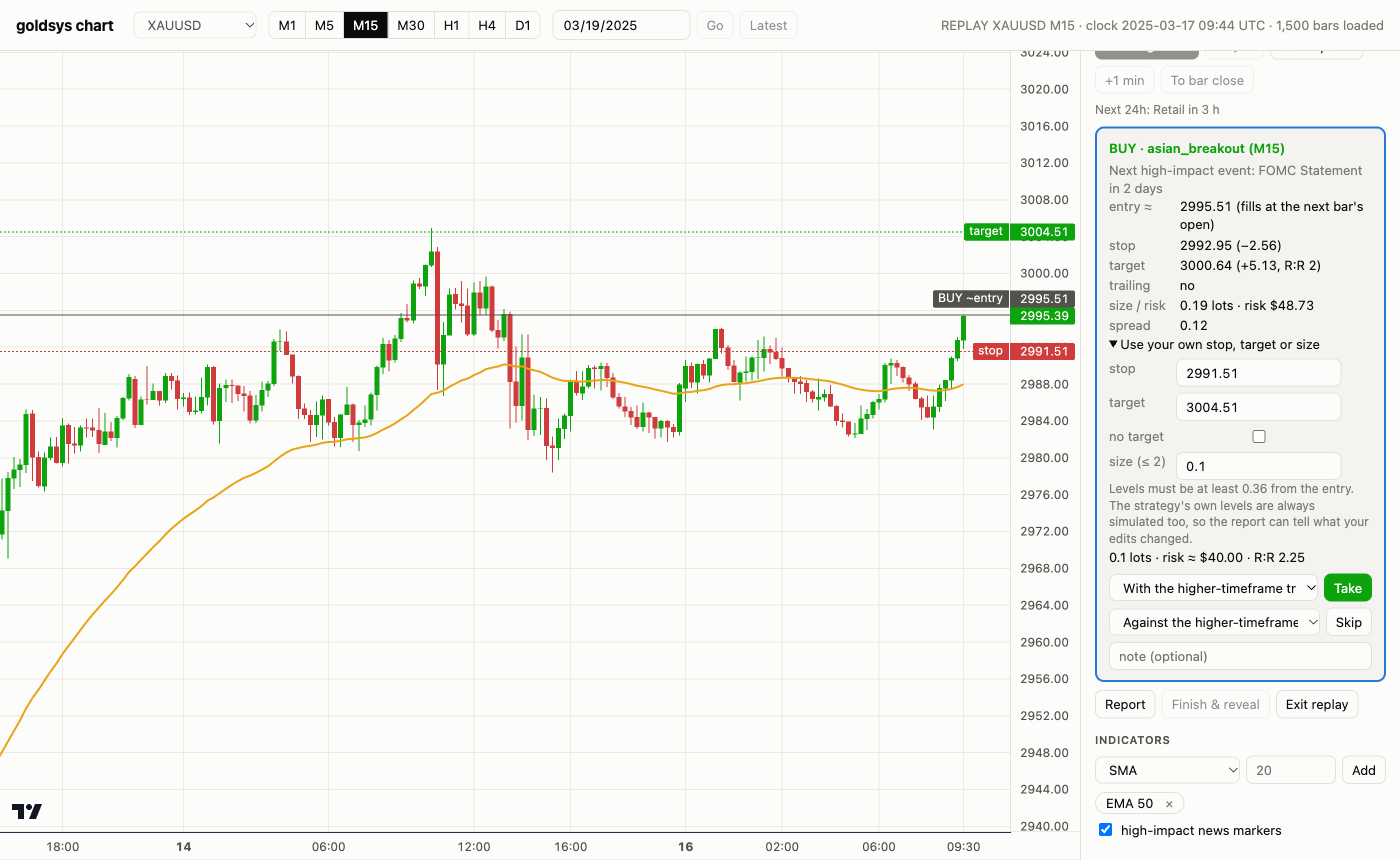 goldsys chart
XAUUSD
M1 M5 M15 M30 H1 H4 D1
03/19/2025
Go
Latest
REPLAY XAUUSD M15 · clock 2025-03-17 09:44 UTC · 1,500 bars loaded
3024.00
3020.00
3016.00
3012.00
3008.00
target 3004.51
3000.00
BUY ~entry 2995.51
2995.39
stop 2991.51
2988.00
2984.00
2980.00
2976.00
2972.00
2968.00
2964.00
2960.00
2956.00
2952.00
2948.00
2944.00
2940.00
18:00 14 06:00 12:00 16:00 16 02:00 06:00 09:30
+1 min
To bar close
Next 24h: Retail in 3 h
BUY · asian_breakout (M15)
Next high-impact event: FOMC Statement
in 2 days
entry ≈ 2995.51 (fills at the next bar's
open)
stop 2992.95 (−2.56)
target 3000.64 (+5.13, R:R 2)
trailing no
size / risk 0.19 lots · risk $48.73
spread 0.12
▼ Use your own stop, target or size
stop 2991.51
target 3004.51
no target
size (≤ 2) 0.1
Levels must be at least 0.36 from the entry.
The strategy's own levels are always
simulated too, so the report can tell what your
edits changed.
0.1 lots · risk ≈ $40.00 · R:R 2.25
With the higher-timeframe tr
Take
Against the higher-timeframe
Skip
note (optional)
Report
Finish & reveal
Exit replay
INDICATORS
SMA
20
Add
EMA 50 ×
high-impact news markers